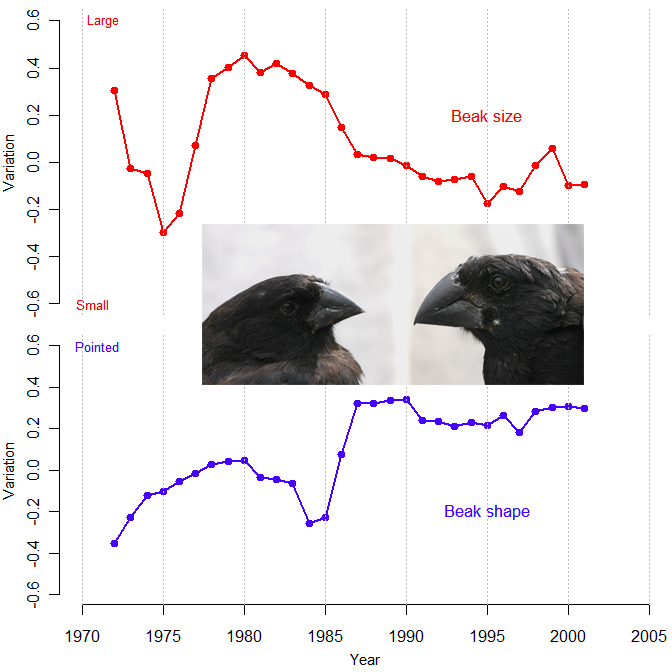 Large
0.6
0.4
0.2
0.0
-0.2
-0.4
-0.6
Variation
Beak size
Small
Pointed
0.6
0.4
0.2
0.0
-0.2
-0.4
-0.6
Variation
Beak shape
1970 1975 1980 1985 1990 1995 2000 2005
Year